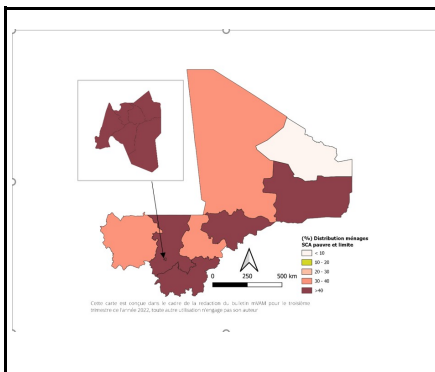 (%) Distribution ménages
SCA pauvre et limite
< 10
10 - 20
20 - 30
30 - 40
>40
0 250 500 km
Cette carte est conçue dans le cadre de la rédaction du bulletin mVAM pour le troisième
trimestre de l'année 2022, toute autre utilisation n'engage pas son auteur